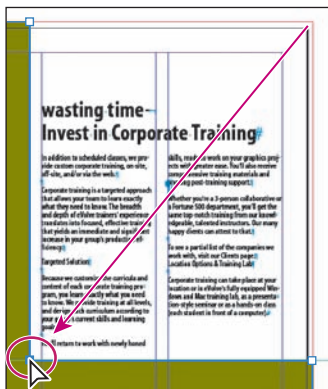 wasting time–
Invest in Corporate Training
In addition to scheduled classes, we pro-
vide custom corporate training, on-site,
off-site, and/or via the web.
Corporate training is a targeted approach
that allows your team to learn exactly
what they need to know. The breadth
and depth of eVolve trainers' experience
translates into focused, effective training
that yields an immediate and significant
increase in your group's productive ef-
ficiency.
Targeted Solution
Because we customize the curricula and
content of each corporate training pro-
gram, you learn exactly what you need
to know. We provide training at all levels,
and design each curriculum according to
your current skills and learning
return to work with newly honed
skills, ready to work on your graphics proj-
ects with greater ease. You'll also receive
comprehensive training materials and
post-training support.
Whether you're a 3-person collaborative or
a Fortune 500 department, you'll get the
same top-notch training from our knowl-
edgeable, talented instructors. Our many
happy clients can attest to that.
To see a partial list of the companies we
work with, visit our Clients page:
Location Options & Training Lab
Corporate training can take place at your
location or in eVolve's fully equipped Win-
dows and Mac training lab, as a presenta-
tion-style seminar or as a hands-on class
(each student in front of a computer).